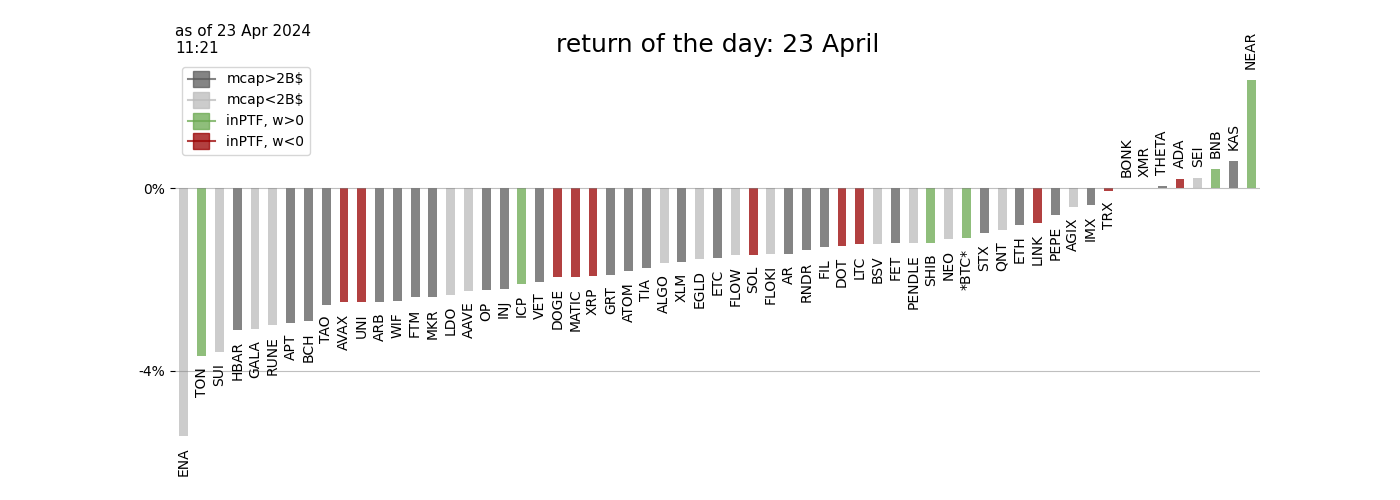 as of 23 Apr 2024
11:21
return of the day: 23 April
mcap>2B$
mcap<2B$
inPTF, w>0
inPTF, w<0
0%
-4%
ENA
TON
SUI
HBAR
GALA
RUNE
APT
BCH
TAO
AVAX
UNI
ARB
WIF
FTM
MKR
LDO
AAVE
OP
INJ
ICP
VET
DOGE
MATIC
XRP
GRT
ATOM
TIA
ALGO
XLM
EGLD
ETC
FLOW
SOL
FLOKI
AR
RNDR
FIL
DOT
LTC
BSV
FET
PENDLE
SHIB
NEO
*BTC*
STX
QNT
ETH
LINK
PEPE
AGIX
IMX
TRX
BONK
XMR
THETA
ADA
SEI
BNB
KAS
NEAR